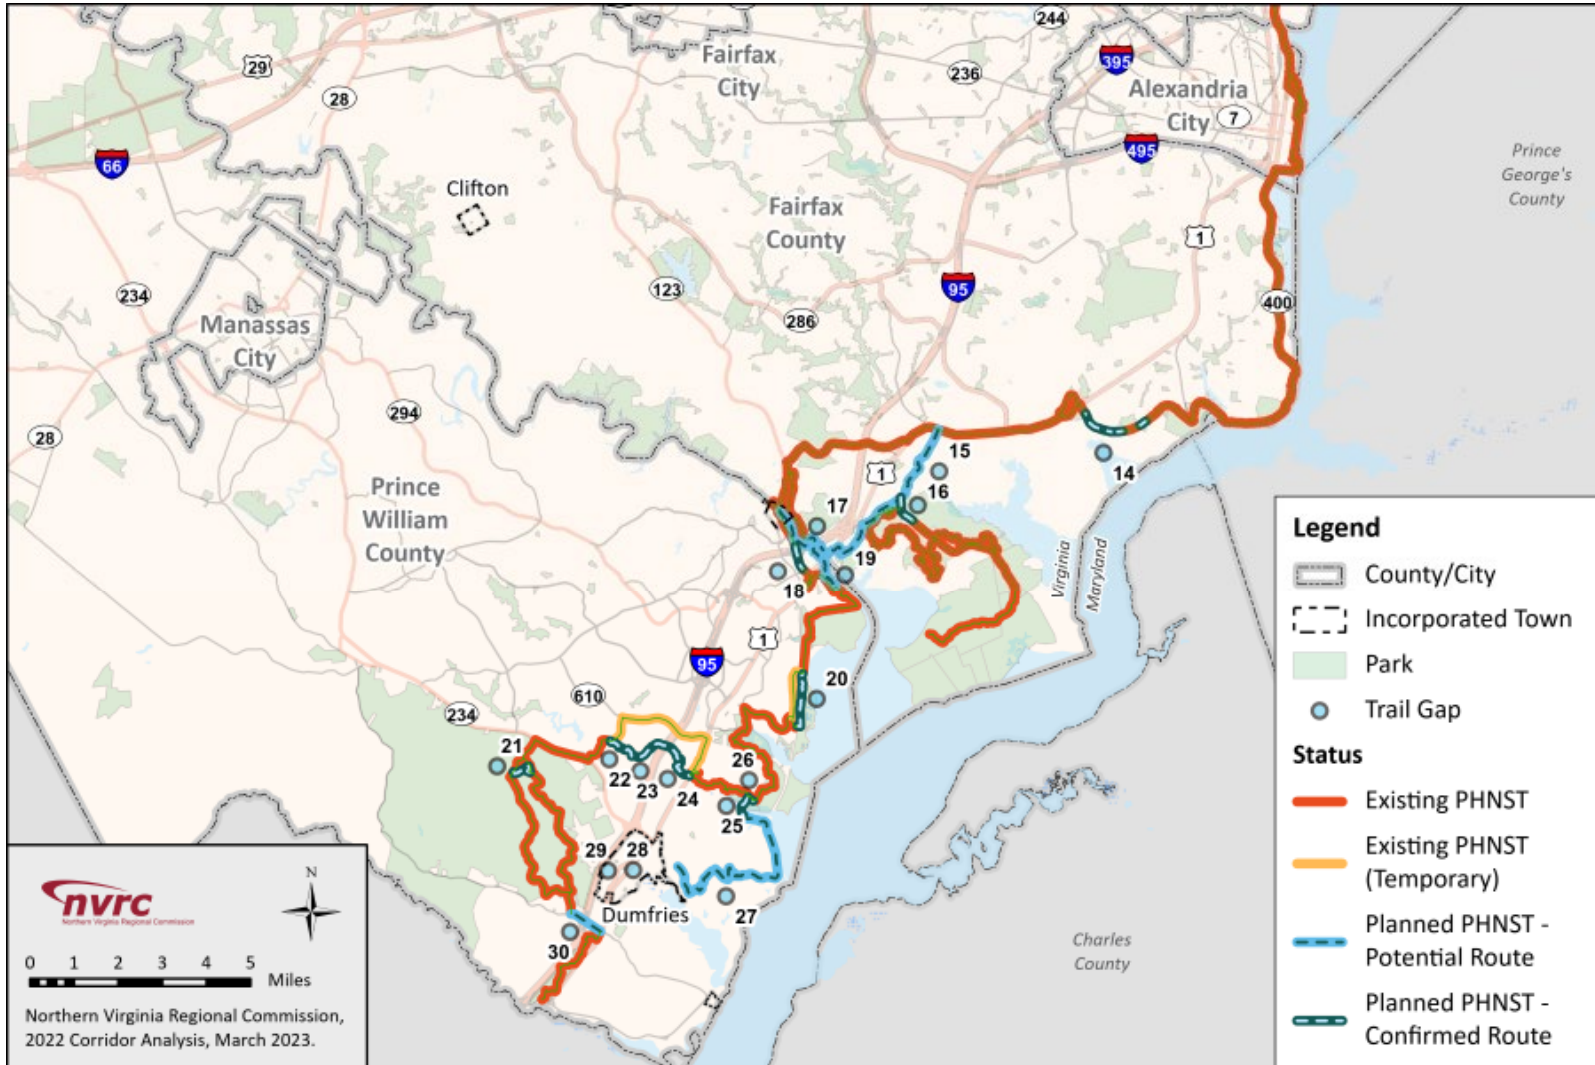 244
29
Fairfax
City
236
395
28
Alexandria
City
7
495
66
Prince
George's
County
Clifton
Fairfax
County
1
95
234
123
400
286
Manassas
City
294
28
15
14
1
16
Prince
William
County
17
19
Virginia
Maryland
18
1
95
20
610
234
21
26
22
23
24
25
29
28
Dumfries
27
30
Charles
County
nvrc
Northern Virginia Regional Commission
N
0 1 2 3 4 5
Miles
Northern Virginia Regional Commission,
2022 Corridor Analysis, March 2023.
Legend
County/City
Incorporated Town
Park
Trail Gap
Status
Existing PHNST
Existing PHNST
(Temporary)
Planned PHNST -
Potential Route
Planned PHNST -
Confirmed Route